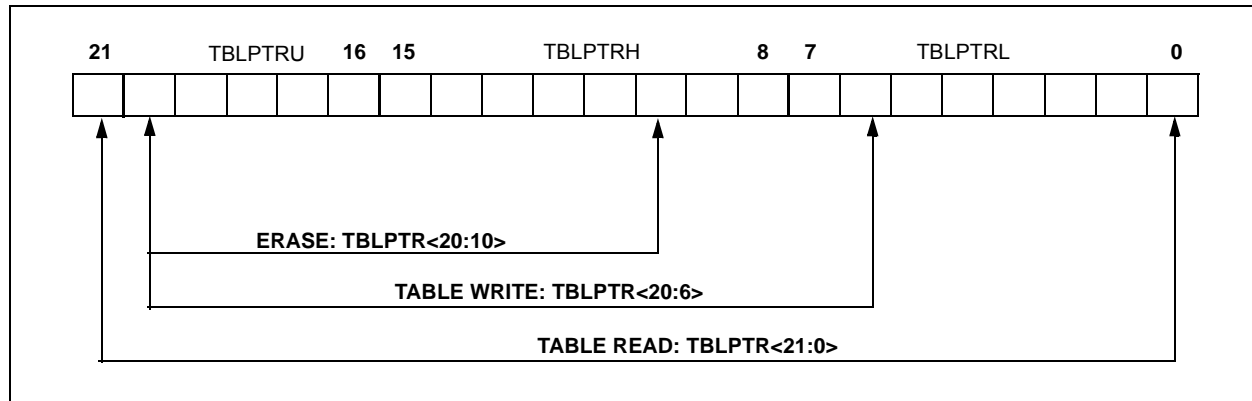 21 TBLPTRU 16 15 TBLPTRH 8 7 TBLPTRL 0
ERASE: TBLPTR<20:10>
TABLE WRITE: TBLPTR<20:6>
TABLE READ: TBLPTR<21:0>